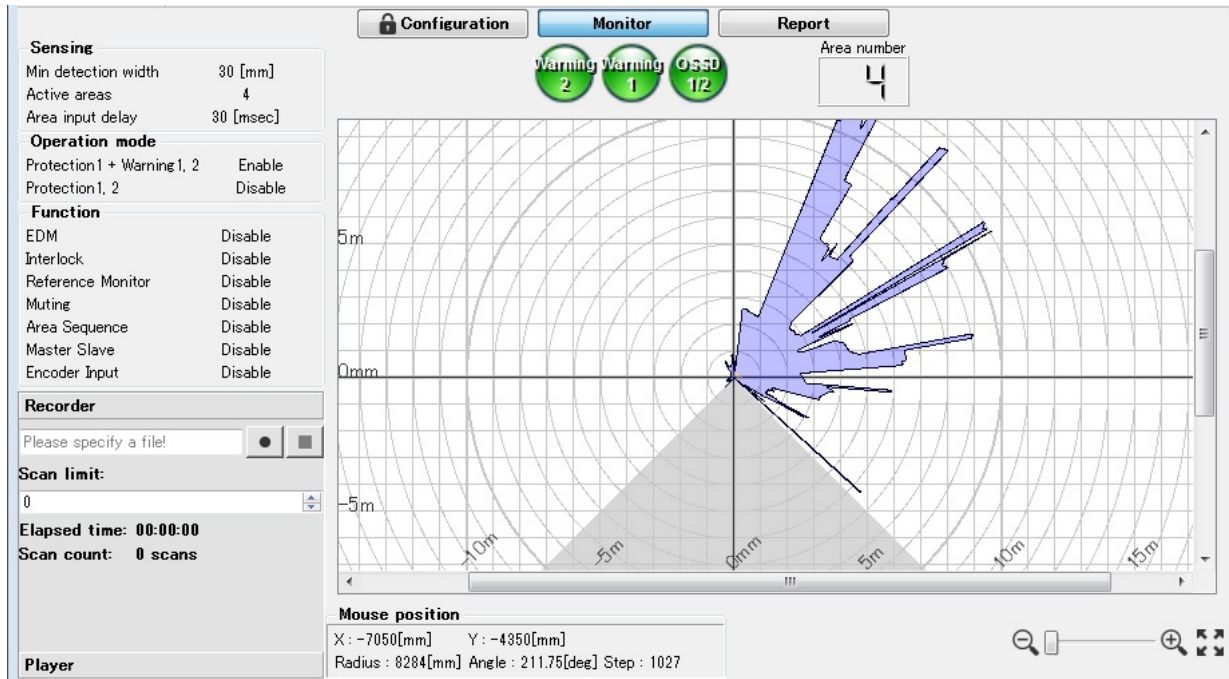 Configuration
Monitor
Report
Sensing
Min detection width 30 [mm]
Active areas 4
Area input delay 30 [msec]
Operation mode
Protection1 + Warning1, 2 Enable
Protection1, 2 Disable
Function
EDM Disable
Interlock Disable
Reference Monitor Disable
Muting Disable
Area Sequence Disable
Master Slave Disable
Encoder Input Disable
Recorder
Please specify a file!
Scan limit:
0
Elapsed time: 00:00:00
Scan count: 0 scans
Player
Warning 2
Warning 1
OSSD 1/2
Area number
4
5m
0mm
-5m
-10m
-5m
0mm
5m
10m
15m
Mouse position
X : -7050[mm] Y : -4350[mm]
Radius : 8284[mm] Angle : 211.75[deg] Step : 1027